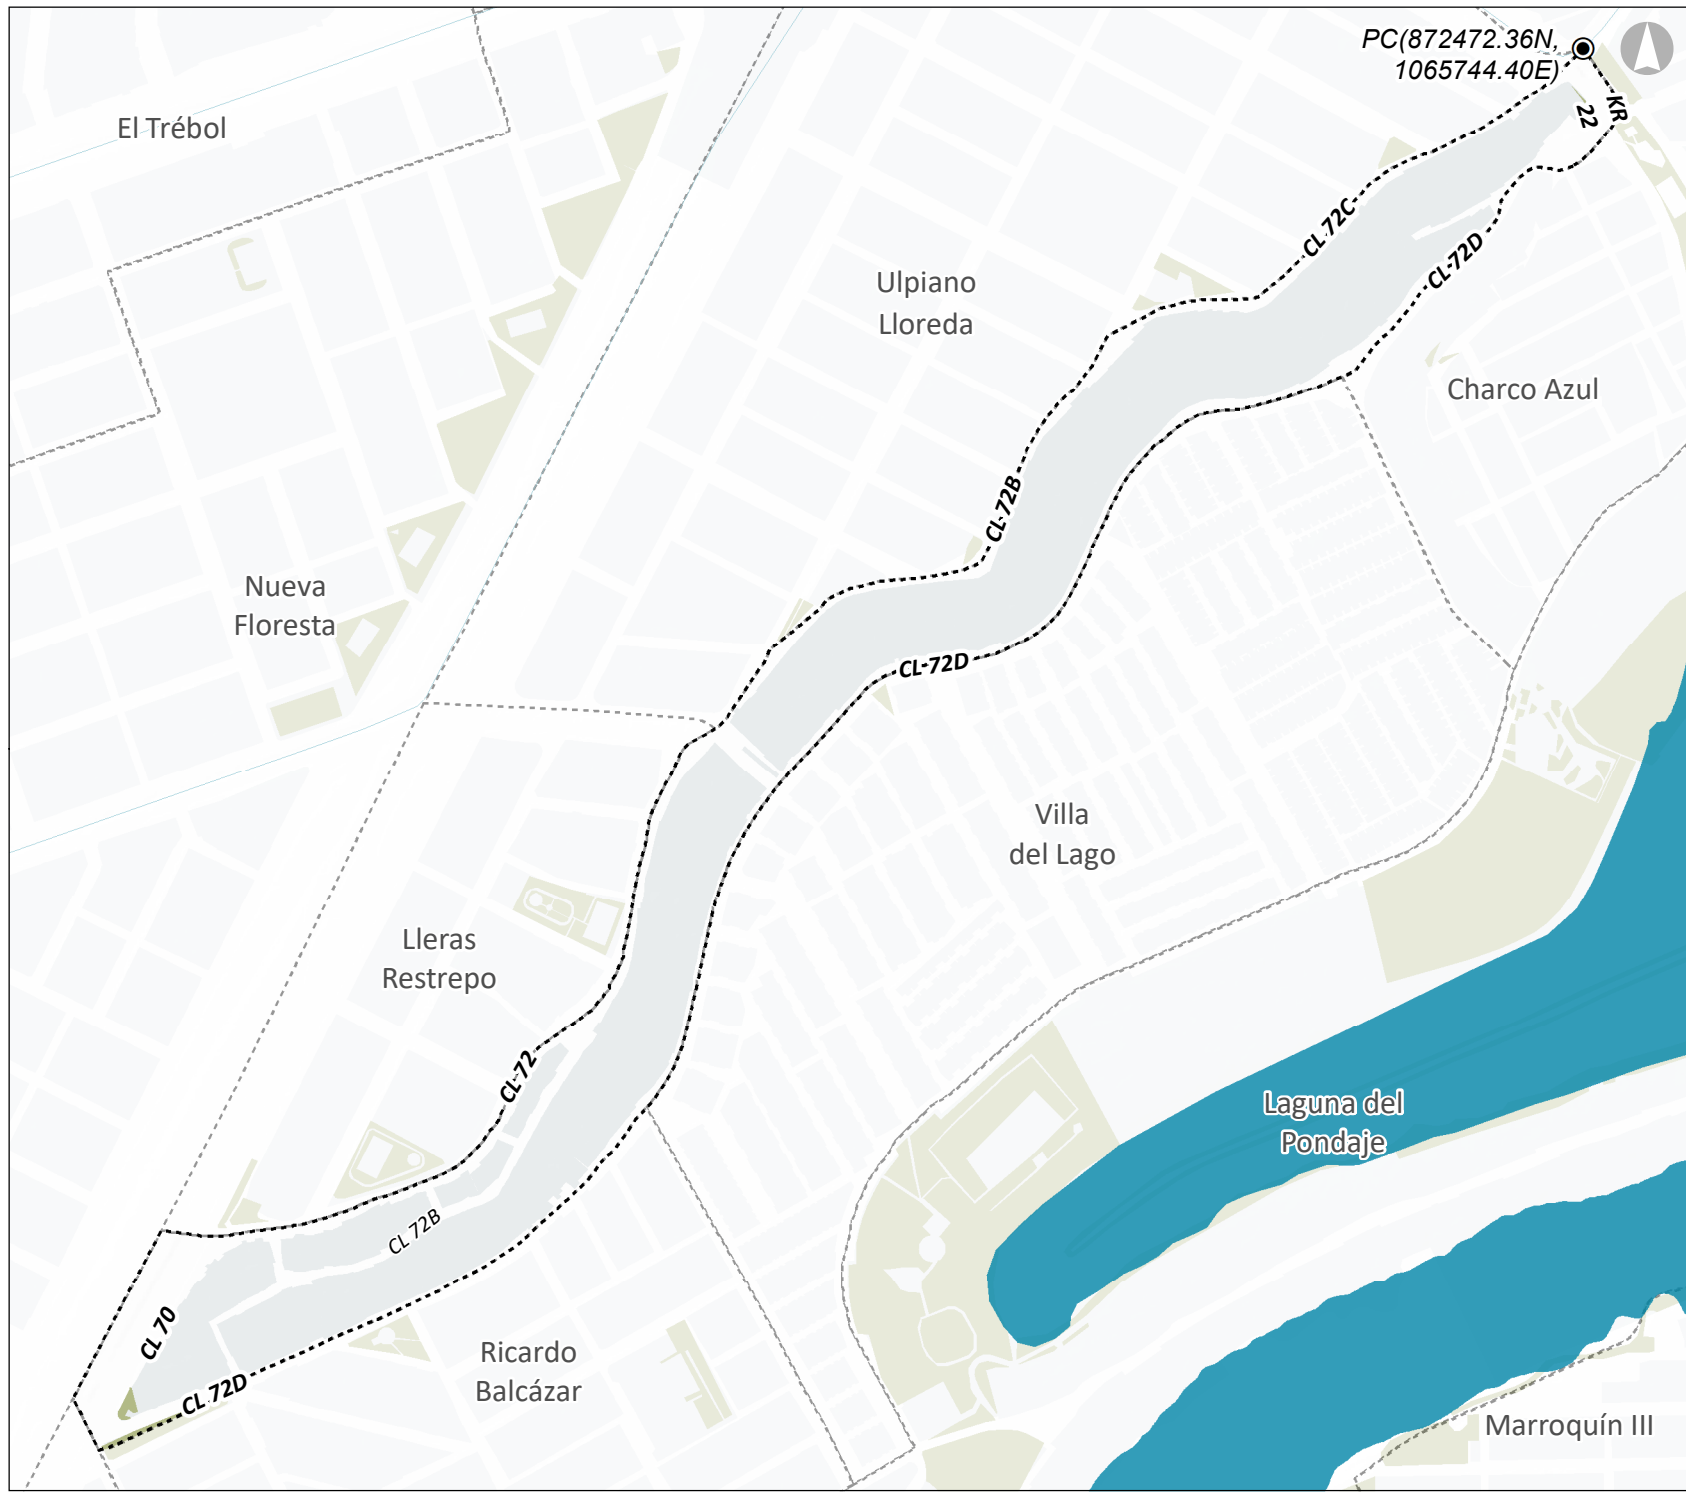 PC(872472.36N,
1065744.40E)
KR
22
El Trébol
CL 72C
CL 72D
Ulpiano
Lloreda
Charco Azul
CL 72B
Nueva
Floresta
CL 72D
Villa
del Lago
Lleras
Restrepo
CL 72
Laguna del
Pondaje
CL 72B
CL 70
CL 72D
Ricardo
Balcázar
Marroquín III